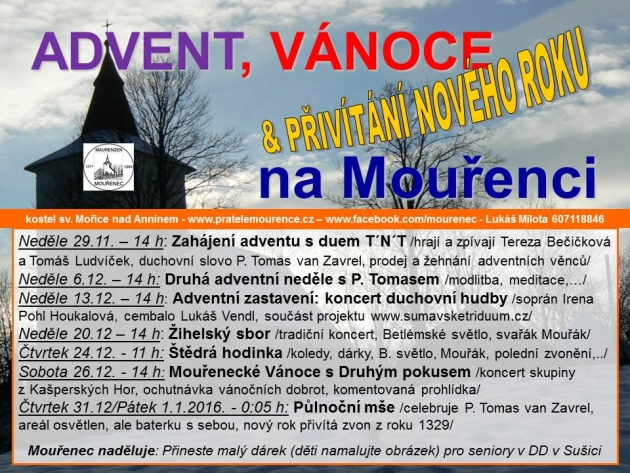 ADVENT, VÁNOCE
& PŘIVÍTÁNÍ NOVÉHO ROKU
na Mouřenci
MAURENZEN
MOUŘENEC
kostel sv. Mořice nad Annínem - www.pratelemourence.cz – www.facebook.com/mourenec - Lukáš Milota 607118846
Neděle 29.11. – 14 h: Zahájení adventu s duem T´N´T /hrají a zpívají Tereza Bečičková
a Tomáš Ludvíček, duchovní slovo P. Tomas van Zavrel, prodej a žehnání adventních věnců/
Neděle 6.12. – 14 h: Druhá adventní neděle s P. Tomasem /modlitba, meditace,…/
Neděle 13.12. – 14 h: Adventní zastavení: koncert duchovní hudby /soprán Irena
Pohl Houkalová, cembalo Lukáš Vendl, součást projektu www.sumavsketriduum.cz/
Neděle 20.12 – 14 h: Žihelský sbor /tradiční koncert, Betlémské světlo, svařák Mouřák/
Čtvrtek 24.12. - 11 h: Štědrá hodinka /koledy, dárky, B. světlo, Mouřák, polední zvonění,../
Sobota 26.12. - 14 h: Mouřenecké Vánoce s Druhým pokusem /koncert skupiny
z Kašperských Hor, ochutnávka vánočních dobrot, komentovaná prohlídka/
Čtvrtek 31.12/Pátek 1.1.2016. - 0:05 h: Půlnoční mše /celebruje P. Tomas van Zavrel,
areál osvětlen, ale baterku s sebou, nový rok přivítá zvon z roku 1329/
Mouřenec naděluje: Přineste malý dárek (děti namalujte obrázek) pro seniory v DD v Sušici